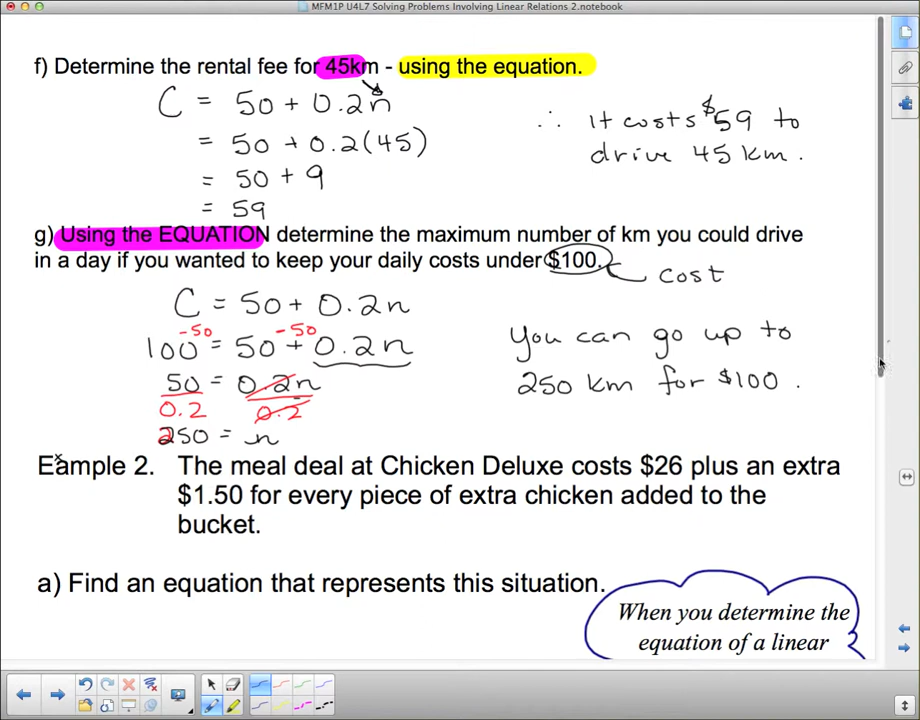 MFM1P U4L7 Solving Problems Involving Linear Relations 2.notebook
f) Determine the rental fee for 45km - using the equation.
C = 50 + 0.2n
= 50 + 0.2(45)
= 50 + 9
= 59
∴ it costs $59 to
drive 45 km.
g) Using the EQUATION determine the maximum number of km you could drive
in a day if you wanted to keep your daily costs under $100.
cost
C = 50 + 0.2n
-50 -50
100 = 50 + 0.2n
50 = 0.2n
0.2 0.2
250 = n
You can go up to
250 km for $100.
Example 2. The meal deal at Chicken Deluxe costs $26 plus an extra
$1.50 for every piece of extra chicken added to the
bucket.
a) Find an equation that represents this situation.
When you determine the
equation of a linear